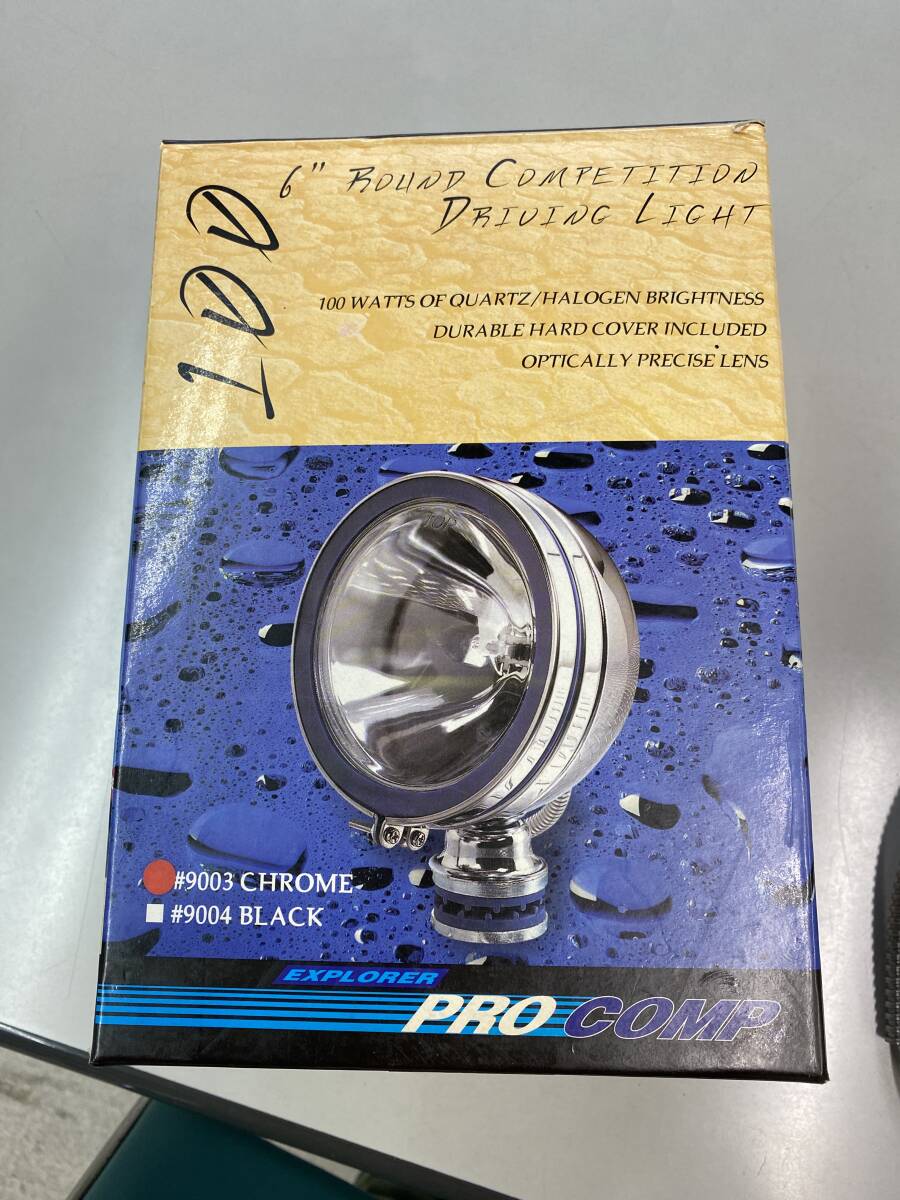 6" ROUND COMPETITION
DRIVING LIGHT
100
100 WATTS OF QUARTZ/HALOGEN BRIGHTNESS
DURABLE HARD COVER INCLUDED
OPTICALLY PRECISE LENS
TOP
#9003 CHROME
#9004 BLACK
EXPLORER
PRO COMP